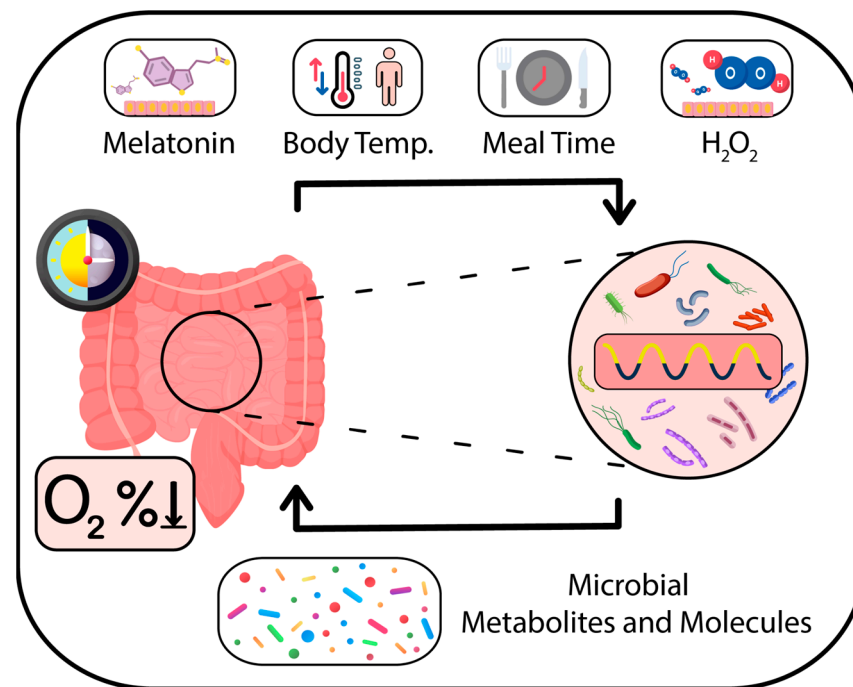 H
O O
H
Melatonin
Body Temp.
Meal Time
H₂O₂
O₂ %↓
Microbial
Metabolites and Molecules